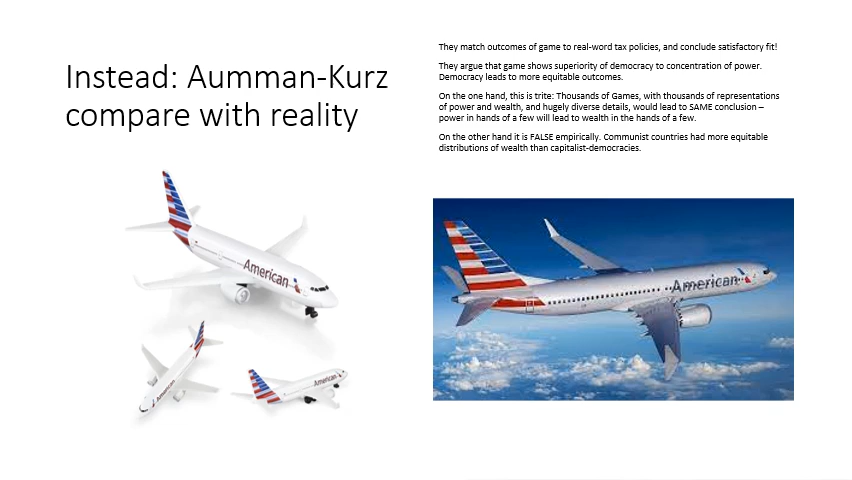 Instead: Aumman-Kurz
compare with reality
They match outcomes of game to real-word tax policies, and conclude satisfactory fit!
They argue that game shows superiority of democracy to concentration of power.
Democracy leads to more equitable outcomes.
On the one hand, this is trite: Thousands of Games, with thousands of representations
of power and wealth, and hugely diverse details, would lead to SAME conclusion –
power in hands of a few will lead to wealth in the hands of a few.
On the other hand it is FALSE empirically. Communist countries had more equitable
distributions of wealth than capitalist-democracies.
American
American
American
American